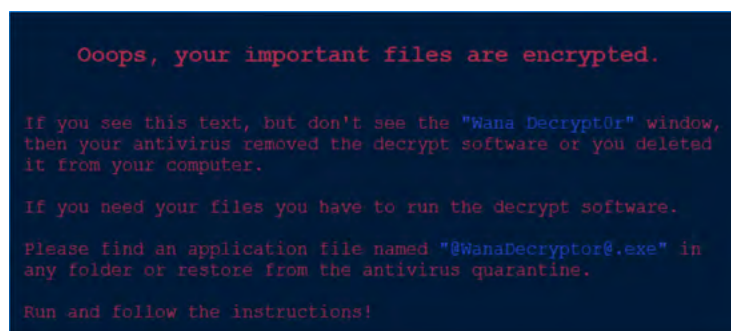 Ooops, your important files are encrypted.
If you see this text, but don't see the "Wana Decrypt0r" window,
then your antivirus removed the decrypt software or you deleted
it from your computer.
If you need your files you have to run the decrypt software.
Please find an application file named "@WanaDecryptor@.exe" in
any folder or restore from the antivirus quarantine.
Run and follow the instructions!